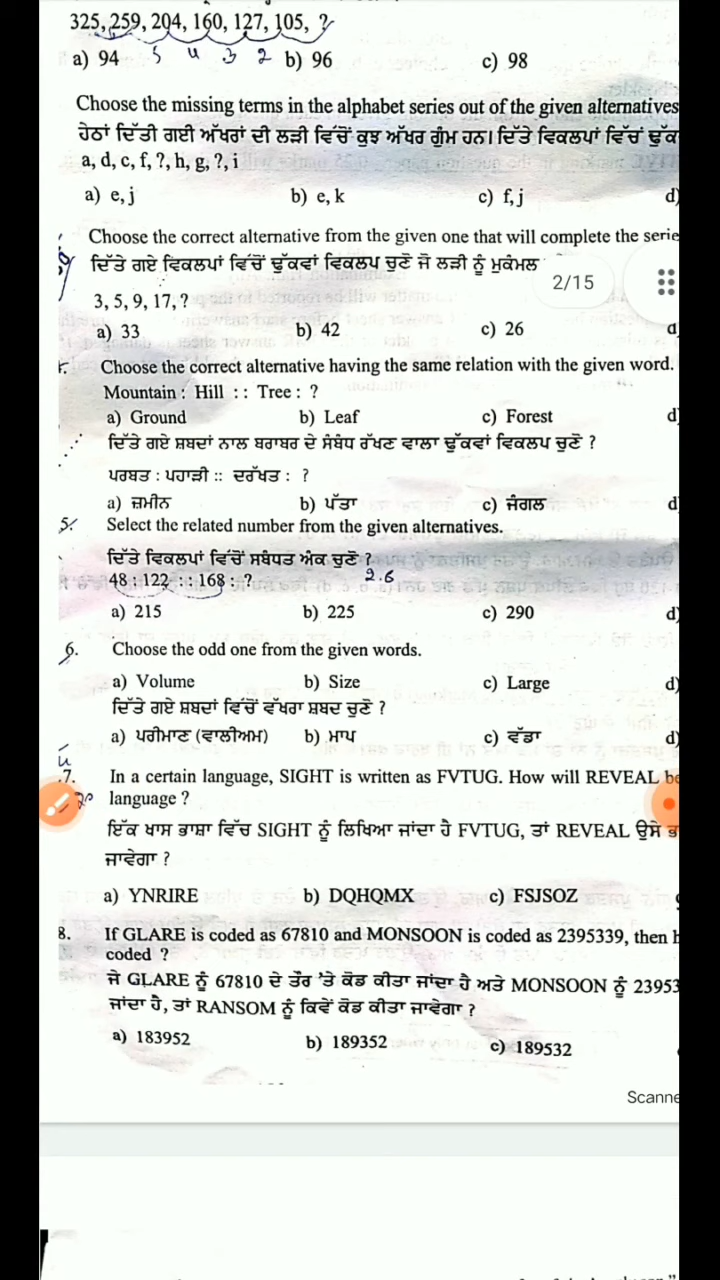 325, 259, 204, 160, 127, 105, ?
a) 94 5 4 3 2 b) 96 c) 98
Choose the missing terms in the alphabet series out of the given alternatives
ਹੇਠਾਂ ਦਿੱਤੀ ਗਈ ਅੱਖਰਾਂ ਦੀ ਲੜੀ ਵਿੱਚੋਂ ਕੁਝ ਅੱਖਰ ਗੁੰਮ ਹਨ। ਦਿੱਤੇ ਵਿਕਲਪਾਂ ਵਿੱਚੋਂ ਢੁੱਕ
a, d, c, f, ?, h, g, ?, i
a) e, j b) e, k c) f, j d)
Choose the correct alternative from the given one that will complete the serie
ਦਿੱਤੇ ਗਏ ਵਿਕਲਪਾਂ ਵਿੱਚੋਂ ਢੁੱਕਵਾਂ ਵਿਕਲਪ ਚੁਣੋ ਜੋ ਲੜੀ ਨੂੰ ਮੁਕੰਮਲ
2/15
3, 5, 9, 17, ?
a) 33 b) 42 c) 26 d
Choose the correct alternative having the same relation with the given word.
Mountain : Hill :: Tree : ?
a) Ground b) Leaf c) Forest d)
ਦਿੱਤੇ ਗਏ ਸ਼ਬਦਾਂ ਨਾਲ ਬਰਾਬਰ ਦੇ ਸੰਬੰਧ ਰੱਖਣ ਵਾਲਾ ਢੁੱਕਵਾਂ ਵਿਕਲਪ ਚੁਣੋ ?
ਪਰਬਤ : ਪਹਾੜੀ :: ਦਰੱਖਤ : ?
a) ਜ਼ਮੀਨ b) ਪੱਤਾ c) ਜੰਗਲ d)
5. Select the related number from the given alternatives.
ਦਿੱਤੇ ਵਿਕਲਪਾਂ ਵਿੱਚੋਂ ਸਬੰਧਤ ਅੰਕ ਚੁਣੋ ?
48 : 122 :: 168 : ? 2.6
a) 215 b) 225 c) 290 d)
6. Choose the odd one from the given words.
a) Volume b) Size c) Large d)
ਦਿੱਤੇ ਗਏ ਸ਼ਬਦਾਂ ਵਿੱਚੋਂ ਵੱਖਰਾ ਸ਼ਬਦ ਚੁਣੋ ?
a) ਪਰੀਮਾਣ (ਵਾਲੀਅਮ) b) ਮਾਪ c) ਵੱਡਾ d)
7. In a certain language, SIGHT is written as FVTUG. How will REVEAL be
language ?
ਇੱਕ ਖਾਸ ਭਾਸ਼ਾ ਵਿੱਚ SIGHT ਨੂੰ ਲਿਖਿਆ ਜਾਂਦਾ ਹੈ FVTUG, ਤਾਂ REVEAL ਉਸੇ ਭ
ਜਾਵੇਗਾ ?
a) YNRIRE b) DQHQMX c) FSJSOZ
8. If GLARE is coded as 67810 and MONSOON is coded as 2395339, then h
coded ?
ਜੇ GLARE ਨੂੰ 67810 ਦੇ ਤੌਰ 'ਤੇ ਕੋਡ ਕੀਤਾ ਜਾਂਦਾ ਹੈ ਅਤੇ MONSOON ਨੂੰ 23953
ਜਾਂਦਾ ਹੈ, ਤਾਂ RANSOM ਨੂੰ ਕਿਵੇਂ ਕੋਡ ਕੀਤਾ ਜਾਵੇਗਾ ?
a) 183952 b) 189352 c) 189532
Scanne